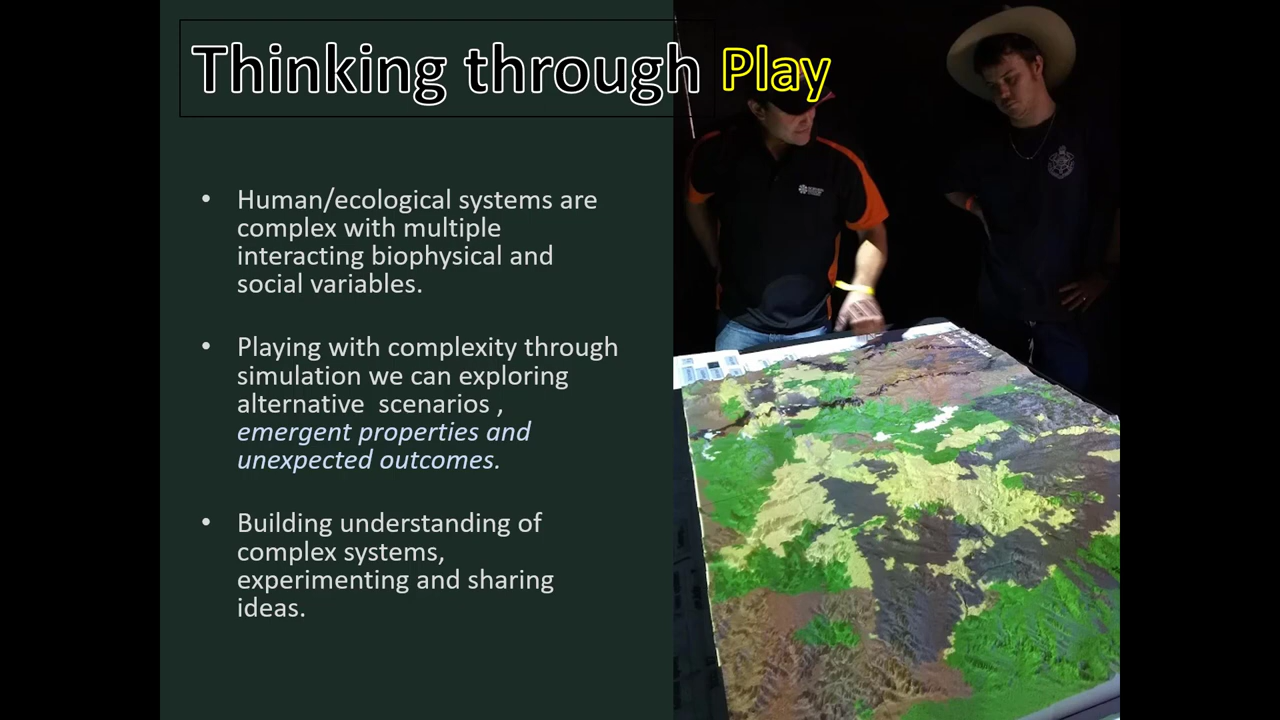 Thinking through Play
• Human/ecological systems are
complex with multiple
interacting biophysical and
social variables.
• Playing with complexity through
simulation we can exploring
alternative  scenarios ,
emergent properties and
unexpected outcomes.
• Building understanding of
complex systems,
experimenting and sharing
ideas.